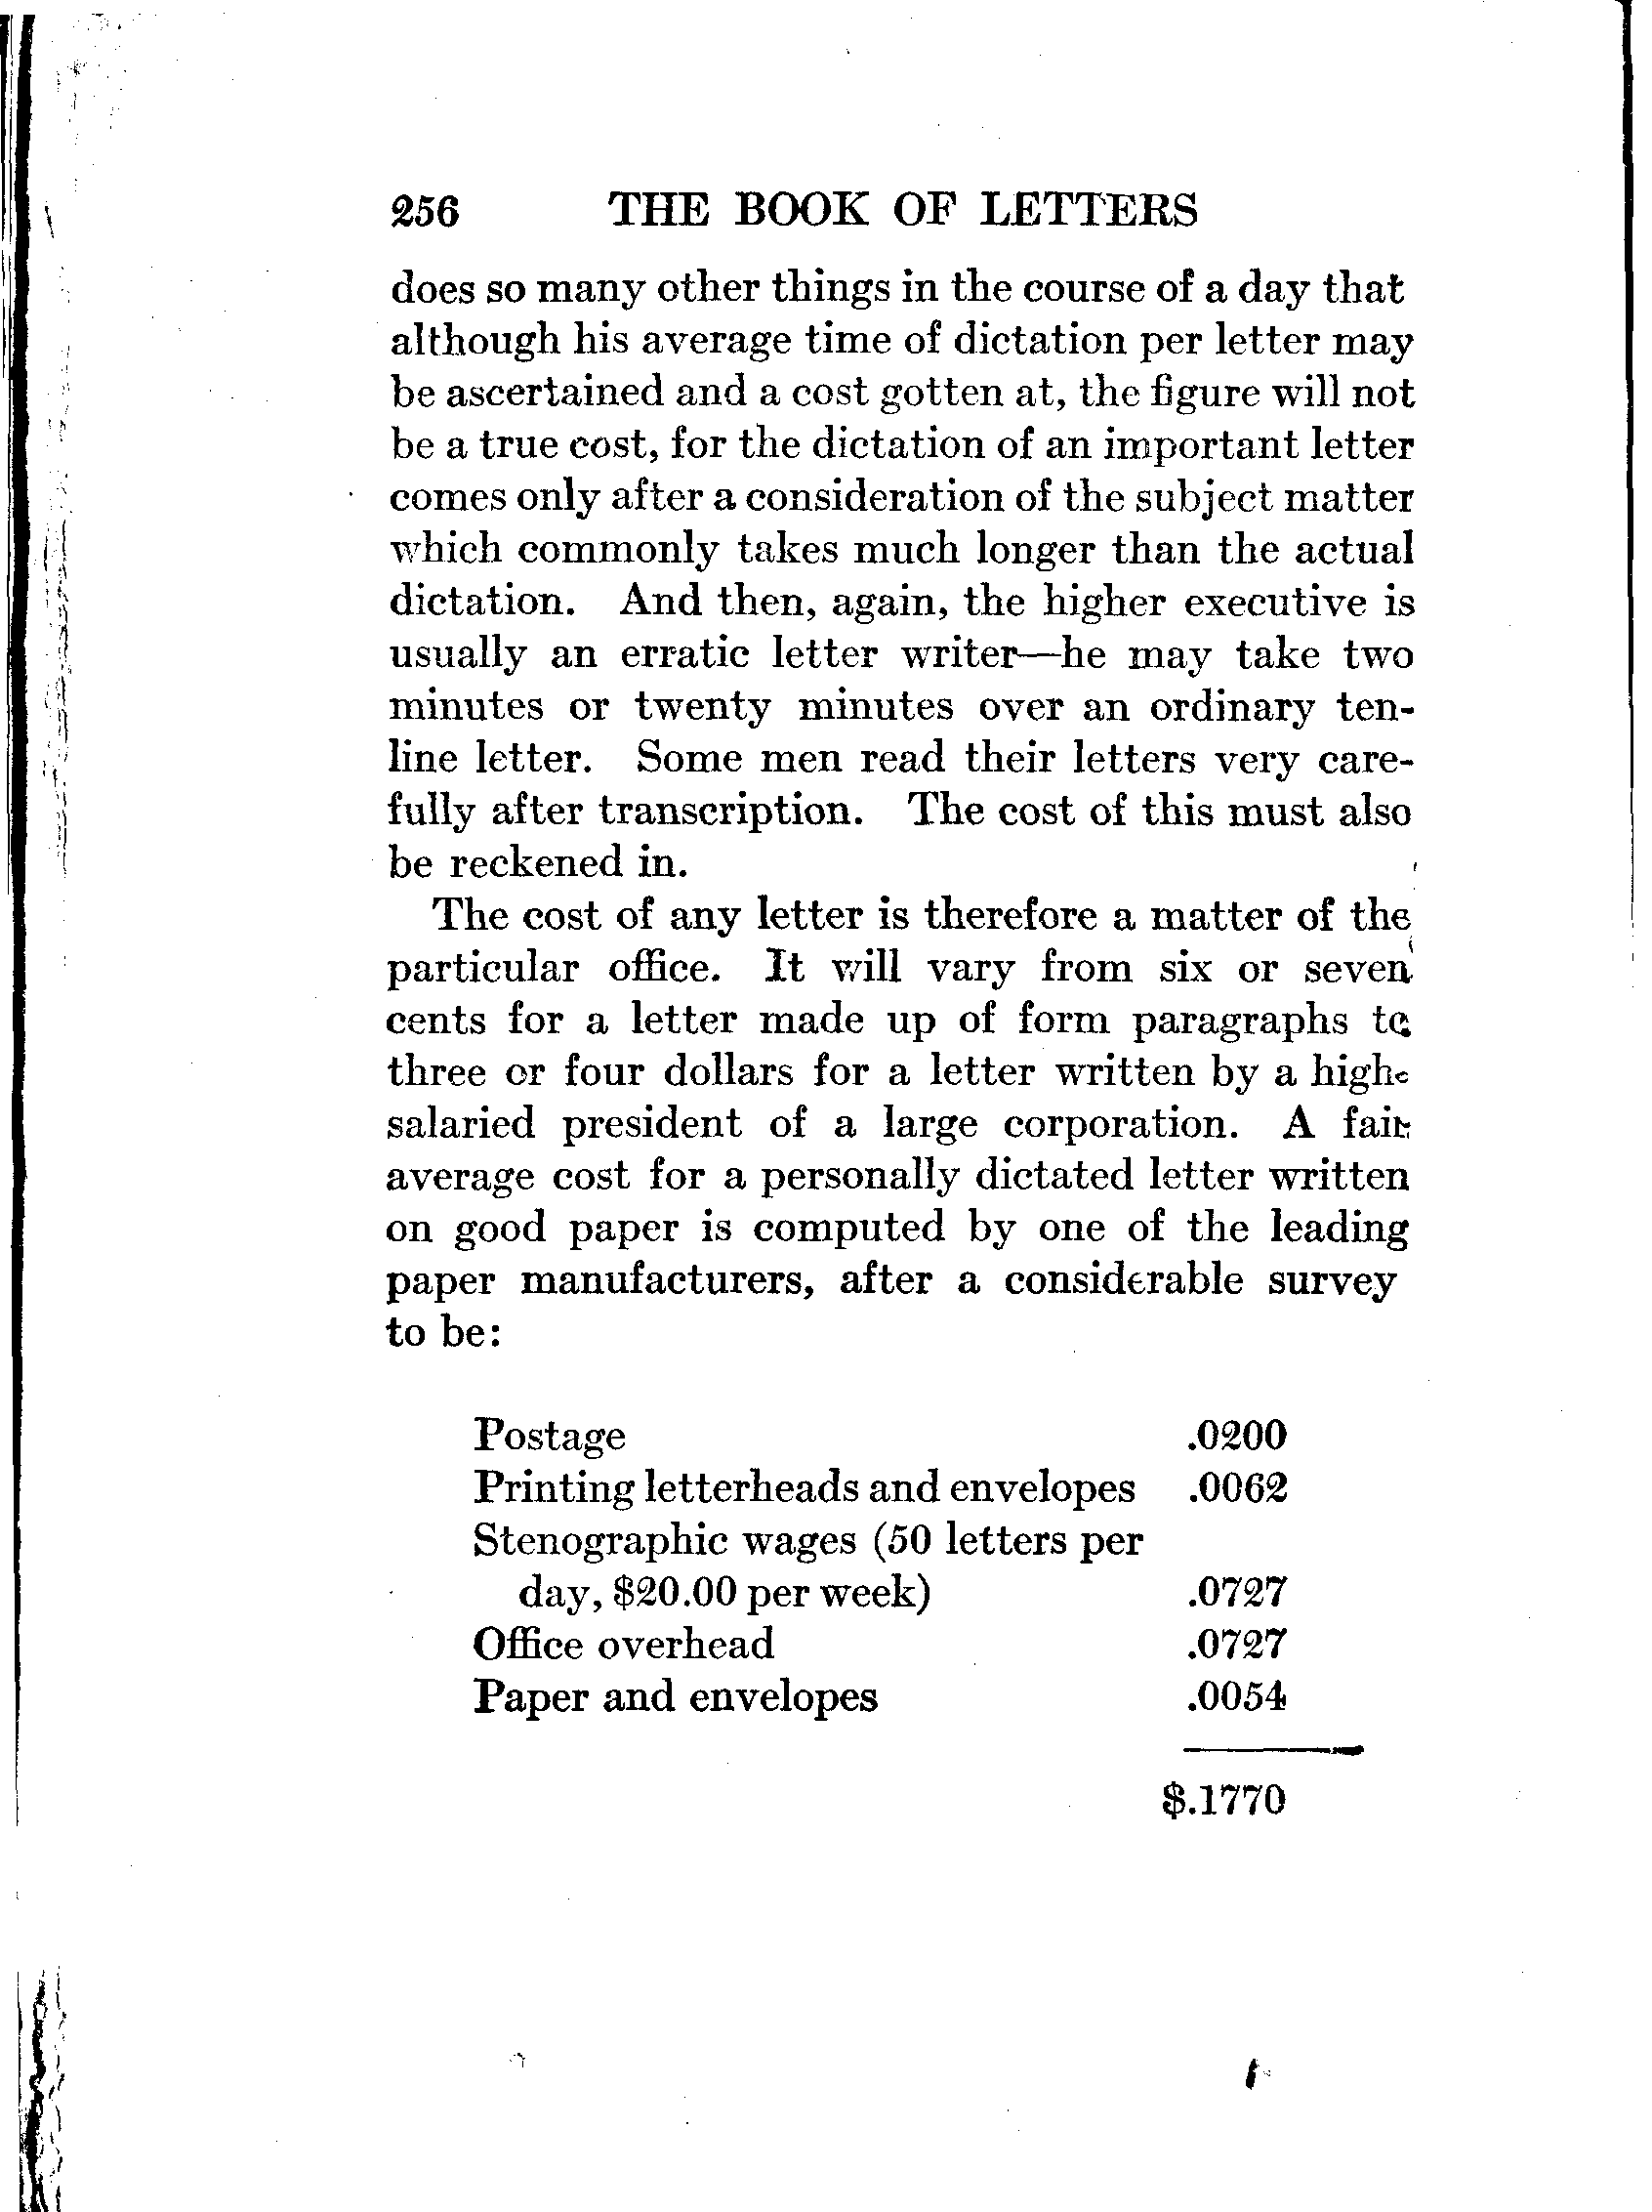 256 THE BOOK OF LETTERS
does so many other things in the course of a day that
although his average time of dictation per letter may
be ascertained and a cost gotten at, the figure will not
be a true cost, for the dictation of an important letter
comes only after a consideration of the subject matter
which commonly takes much longer than the actual
dictation. And then, again, the higher executive is
usually an erratic letter writer—he may take two
minutes or twenty minutes over an ordinary ten-
line letter. Some men read their letters very care-
fully after transcription. The cost of this must also
be reckened in.
The cost of any letter is therefore a matter of the
particular office. It will vary from six or seven
cents for a letter made up of form paragraphs to
three or four dollars for a letter written by a high-
salaried president of a large corporation. A fair
average cost for a personally dictated letter written
on good paper is computed by one of the leading
paper manufacturers, after a considerable survey
to be:
Postage .0200
Printing letterheads and envelopes .0062
Stenographic wages (50 letters per
day, $20.00 per week) .0727
Office overhead .0727
Paper and envelopes .0054
$.1770